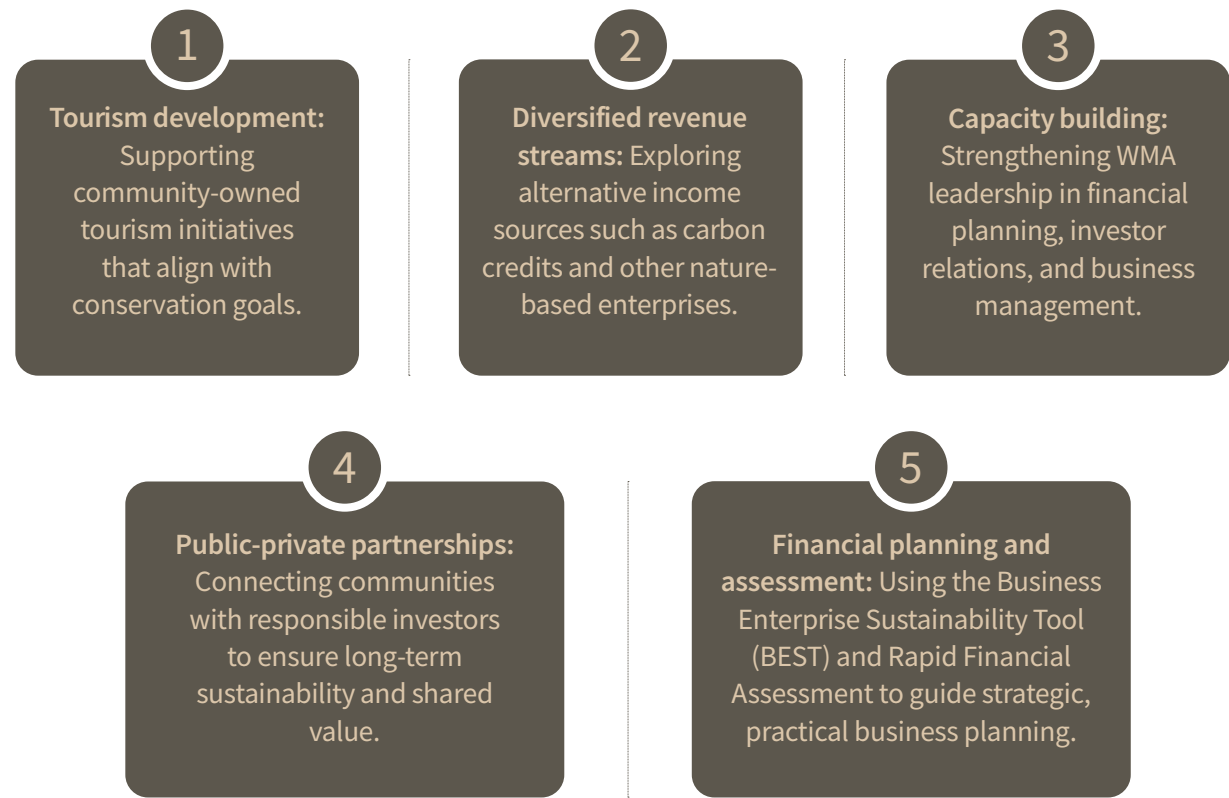 1
Tourism development:
Supporting
community-owned
tourism initiatives
that align with
conservation goals.
2
Diversified revenue
streams: Exploring
alternative income
sources such as carbon
credits and other nature-
based enterprises.
3
Capacity building:
Strengthening WMA
leadership in financial
planning, investor
relations, and business
management.
4
Public-private partnerships:
Connecting communities
with responsible investors
to ensure long-term
sustainability and shared
value.
5
Financial planning and
assessment: Using the Business
Enterprise Sustainability Tool
(BEST) and Rapid Financial
Assessment to guide strategic,
practical business planning.